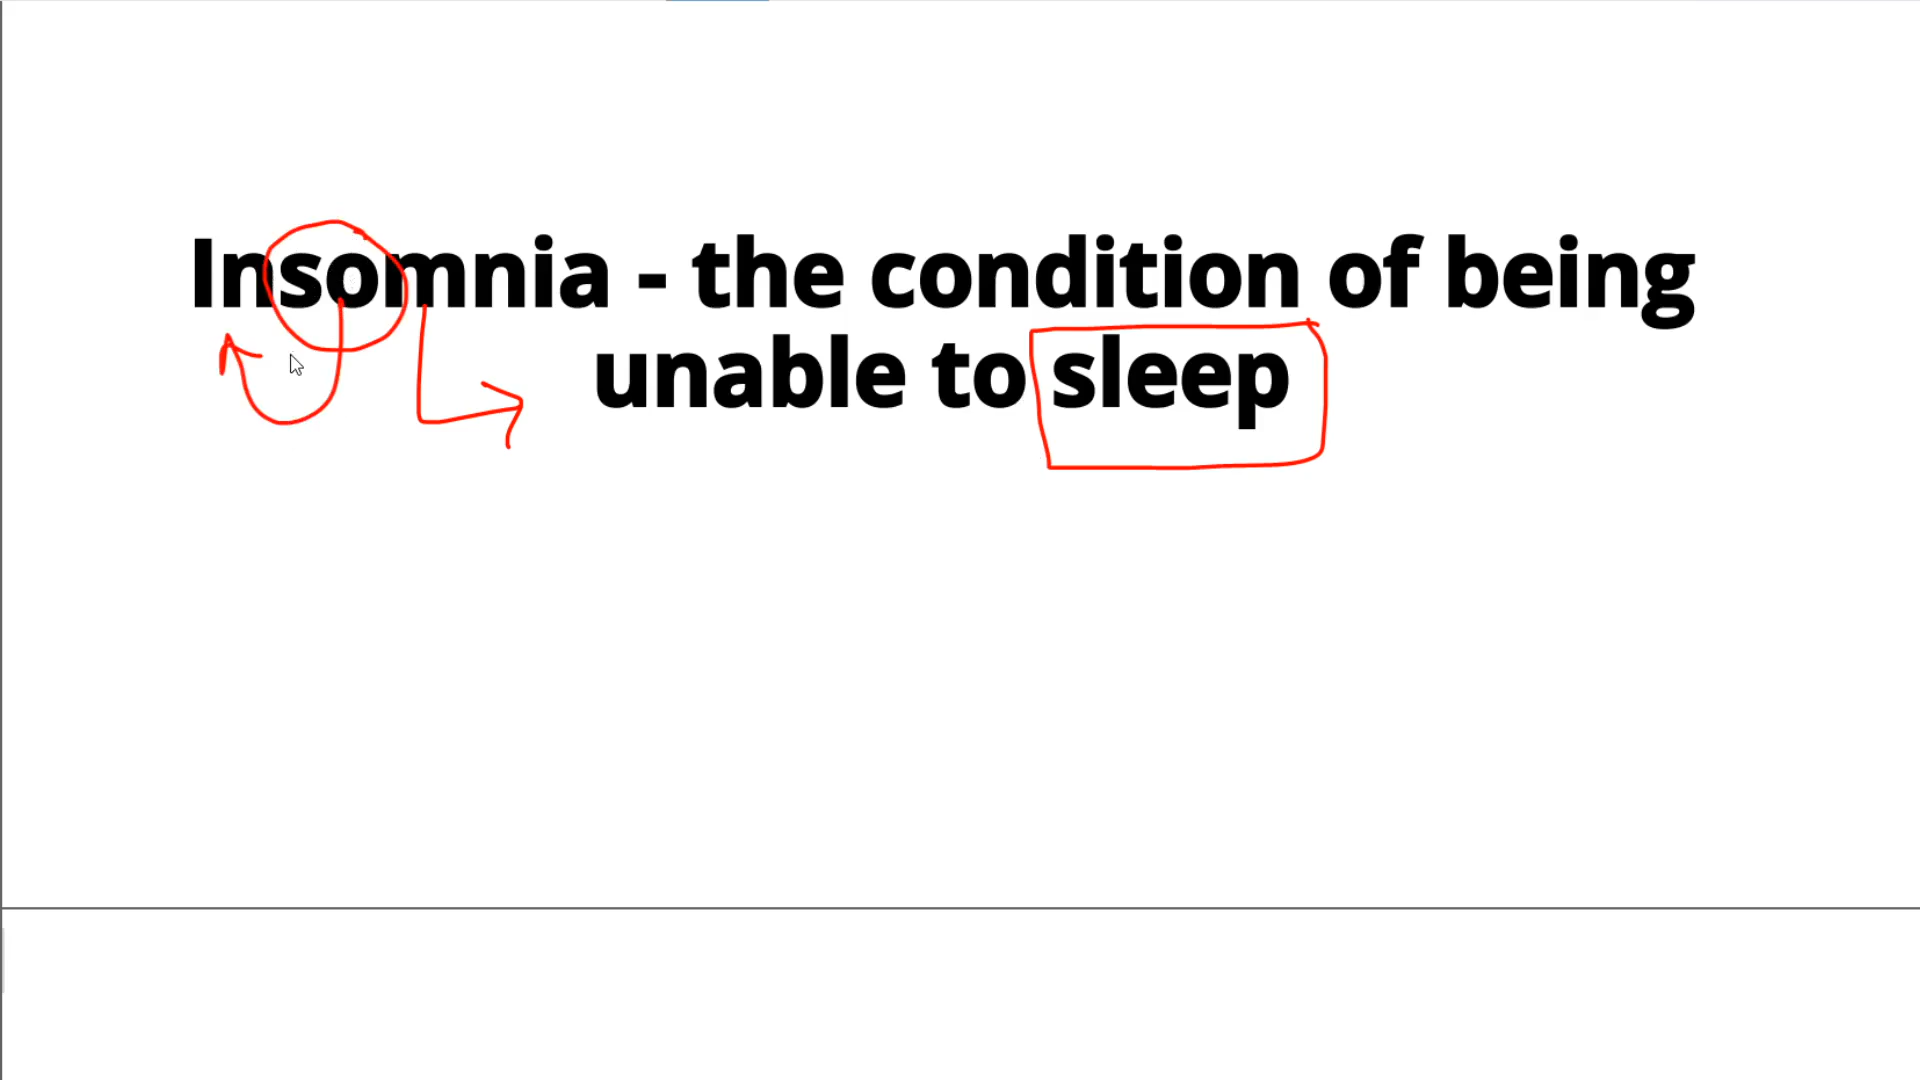 Insomnia - the condition of being
unable to sleep